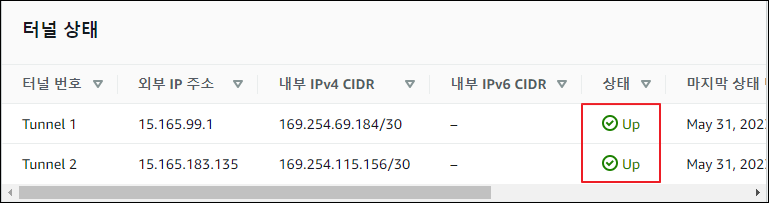 터널 상태
터널 번호 외부 IP 주소 내부 IPv4 CIDR 내부 IPv6 CIDR 상태 마지막 상태
Tunnel 1 15.165.99.1 169.254.69.184/30 – Up May 31, 202
Tunnel 2 15.165.183.135 169.254.115.156/30 – Up May 31, 202